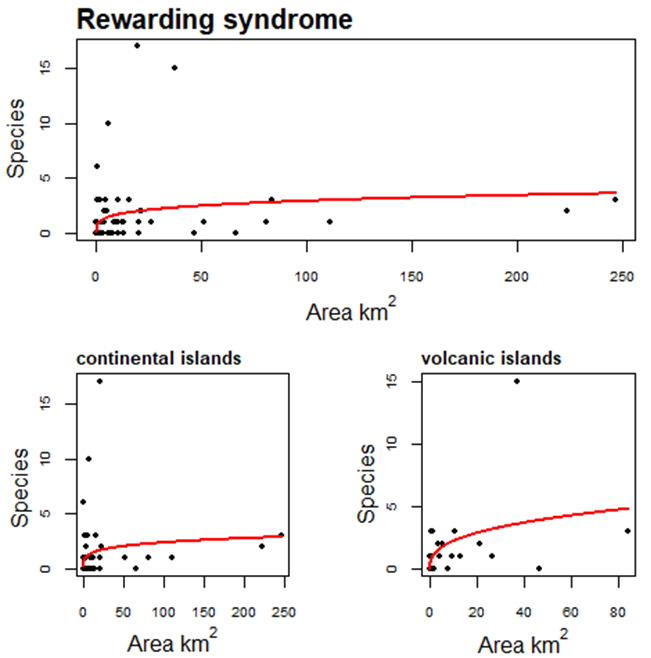 Rewarding syndrome
Species
15
10
5
0
0 50 100 150 200 250
Area km²
continental islands
Species
15
10
5
0
0 50 100 150 200 250
Area km²
volcanic islands
Species
15
10
5
0
0 20 40 60 80
Area km²